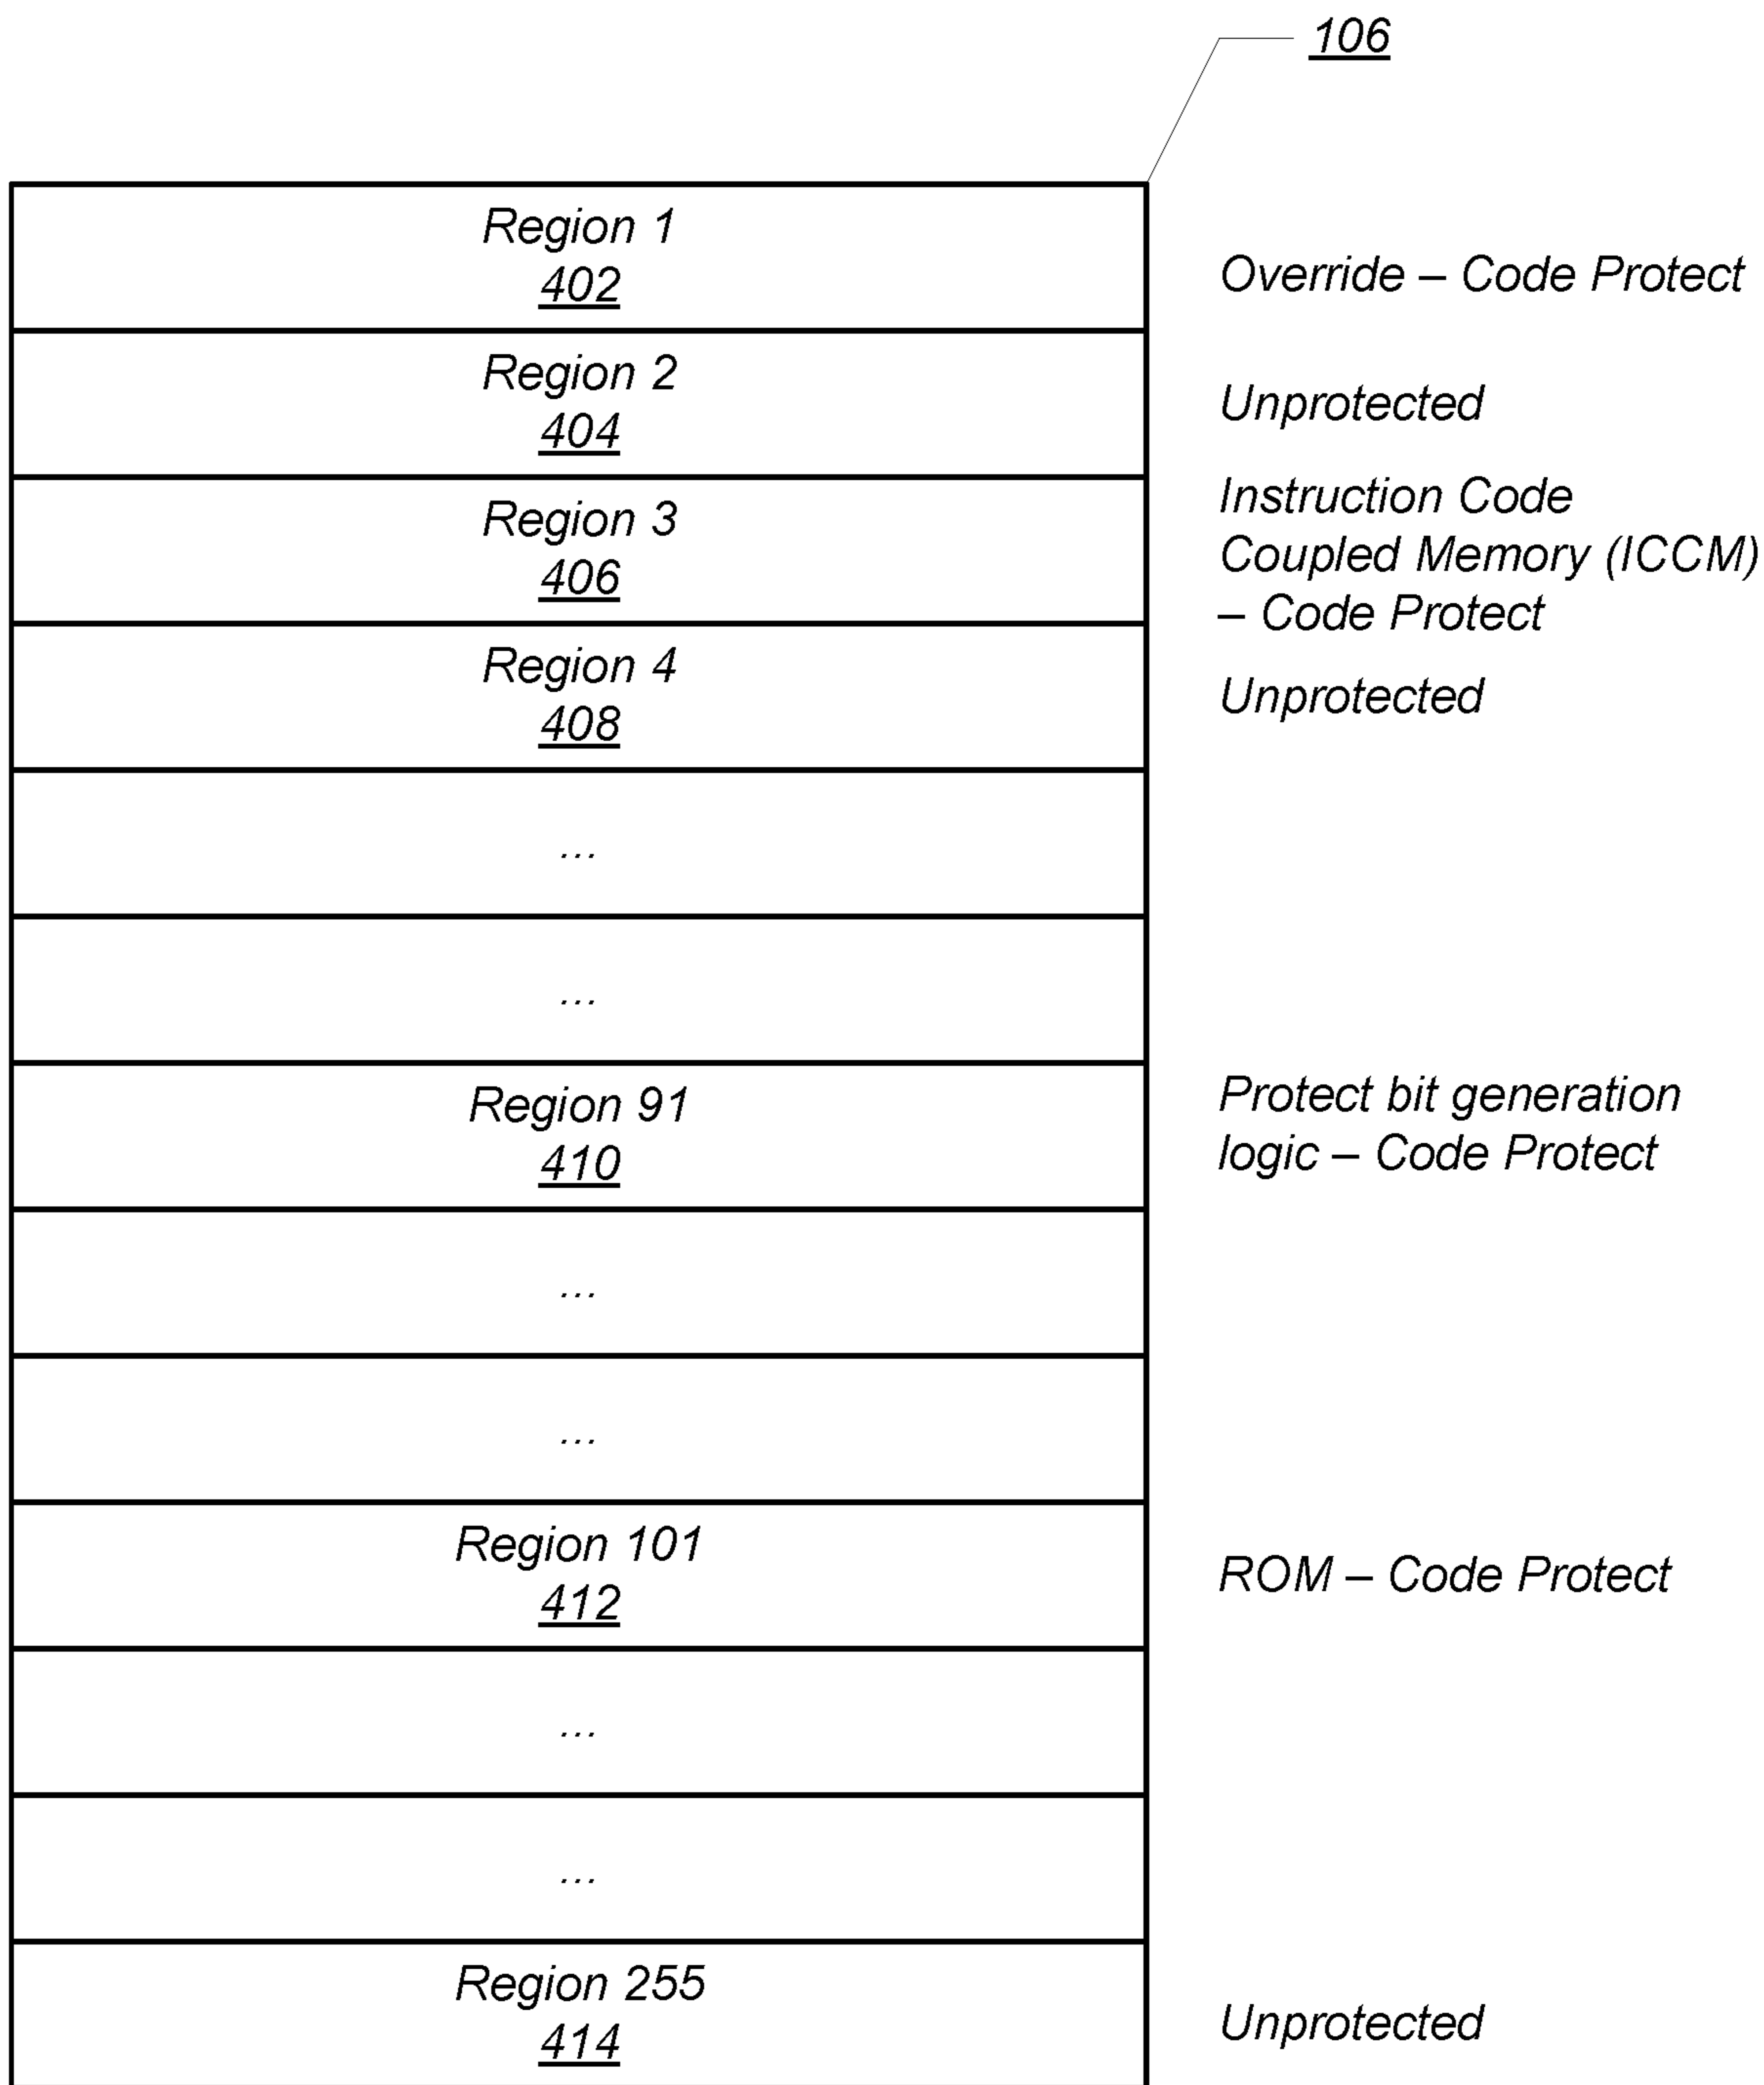 106
Region 1
402
Override – Code Protect
Region 2
404
Unprotected
Region 3
406
Instruction Code
Coupled Memory (ICCM)
– Code Protect
Region 4
408
Unprotected
...
...
Region 91
410
Protect bit generation
logic – Code Protect
...
...
Region 101
412
ROM – Code Protect
...
...
Region 255
414
Unprotected